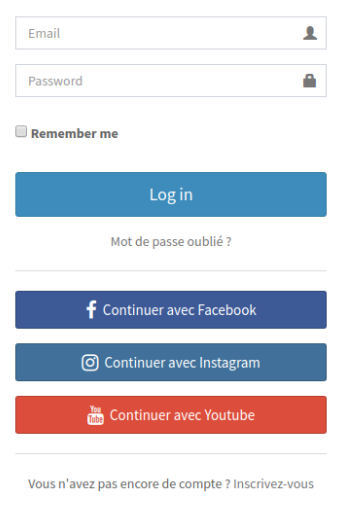 Email
Password
Remember me
Log in
Mot de passe oublié ?
Continuer avec Facebook
Continuer avec Instagram
You Tube Continuer avec Youtube
Vous n'avez pas encore de compte ? Inscrivez-vous